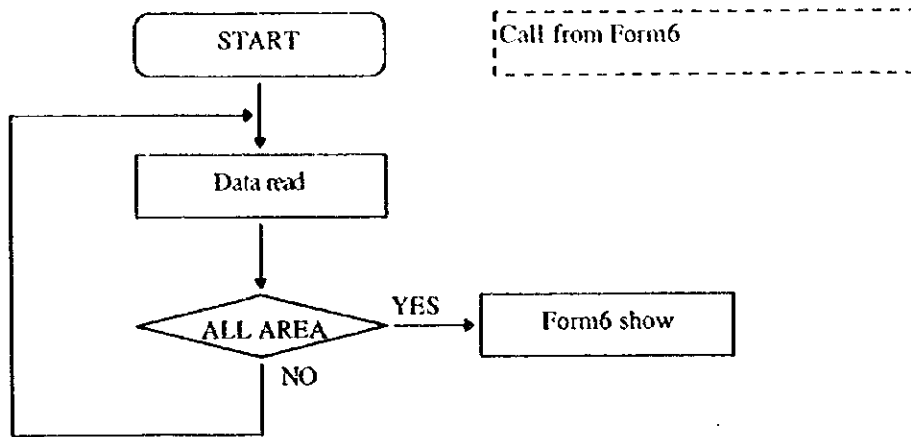 START
Call from Form6
Data read
ALL AREA
YES
Form6 show
NO